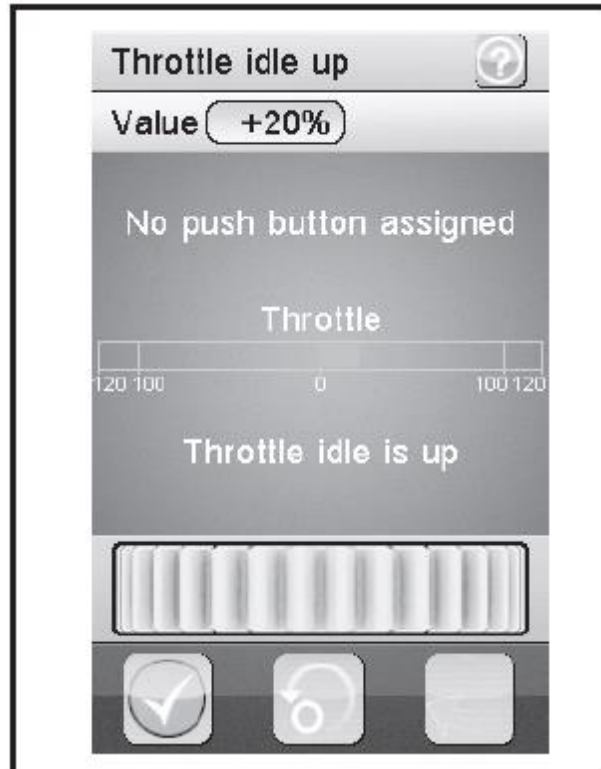 Throttle idle up ?
Value +20%
No push button assigned
Throttle
120 100 0 100 120
Throttle idle is up